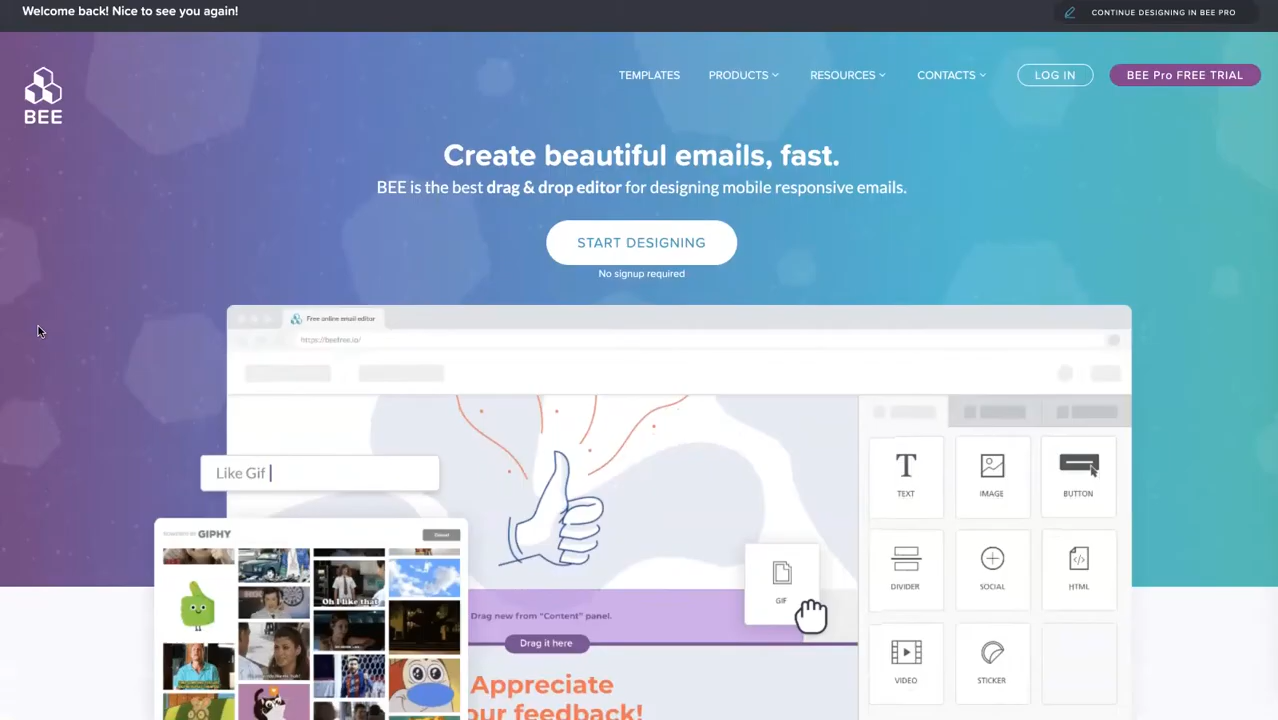 Welcome back! Nice to see you again!
CONTINUE DESIGNING IN BEE PRO
BEE
TEMPLATES
PRODUCTS
RESOURCES
CONTACTS
LOG IN
BEE Pro FREE TRIAL
Create beautiful emails, fast.
BEE is the best drag & drop editor for designing mobile responsive emails.
START DESIGNING
No signup required
Free online email editor
https://beefree.io/
Like Gif
TEXT
IMAGE
BUTTON
POWERED BY GIPHY
Oh I like that
DIVIDER
SOCIAL
HTML
GIF
Drag new from "Content" panel.
Drag it here
VIDEO
STICKER
Appreciate
our feedback!